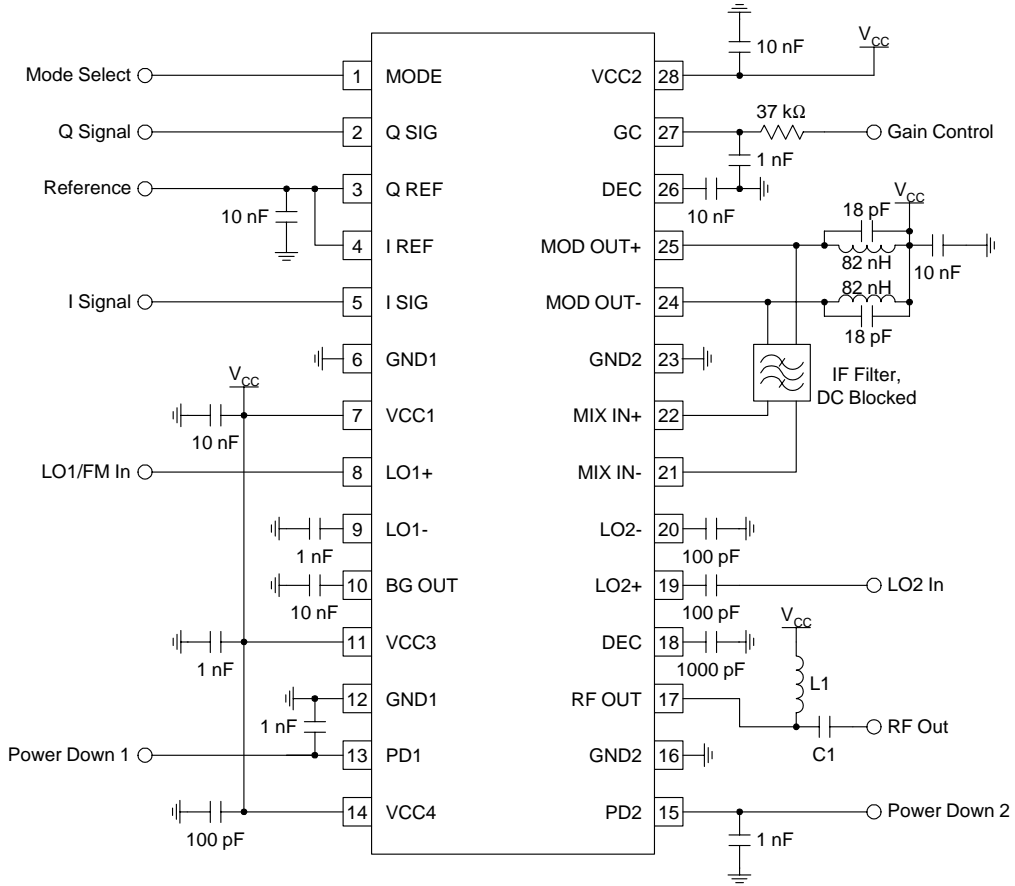 10 nF
V_CC
Mode Select
1
MODE
VCC2
28
37 kΩ
Q Signal
2
Q SIG
GC
27
Gain Control
1 nF
Reference
3
Q REF
DEC
26
10 nF
V_CC
10 nF
18 pF
4
I REF
MOD OUT+
25
82 nH
10 nF
82 nH
I Signal
5
I SIG
MOD OUT-
24
18 pF
6
GND1
GND2
23
IF Filter,
DC Blocked
V_CC
7
VCC1
MIX IN+
22
10 nF
LO1/FM In
8
LO1+
MIX IN-
21
9
LO1-
LO2-
20
1 nF
100 pF
10
BG OUT
LO2+
19
LO2 In
10 nF
100 pF
V_CC
11
VCC3
DEC
18
1 nF
1000 pF
L1
12
GND1
RF OUT
17
1 nF
RF Out
C1
Power Down 1
13
PD1
GND2
16
14
VCC4
PD2
15
Power Down 2
100 pF
1 nF